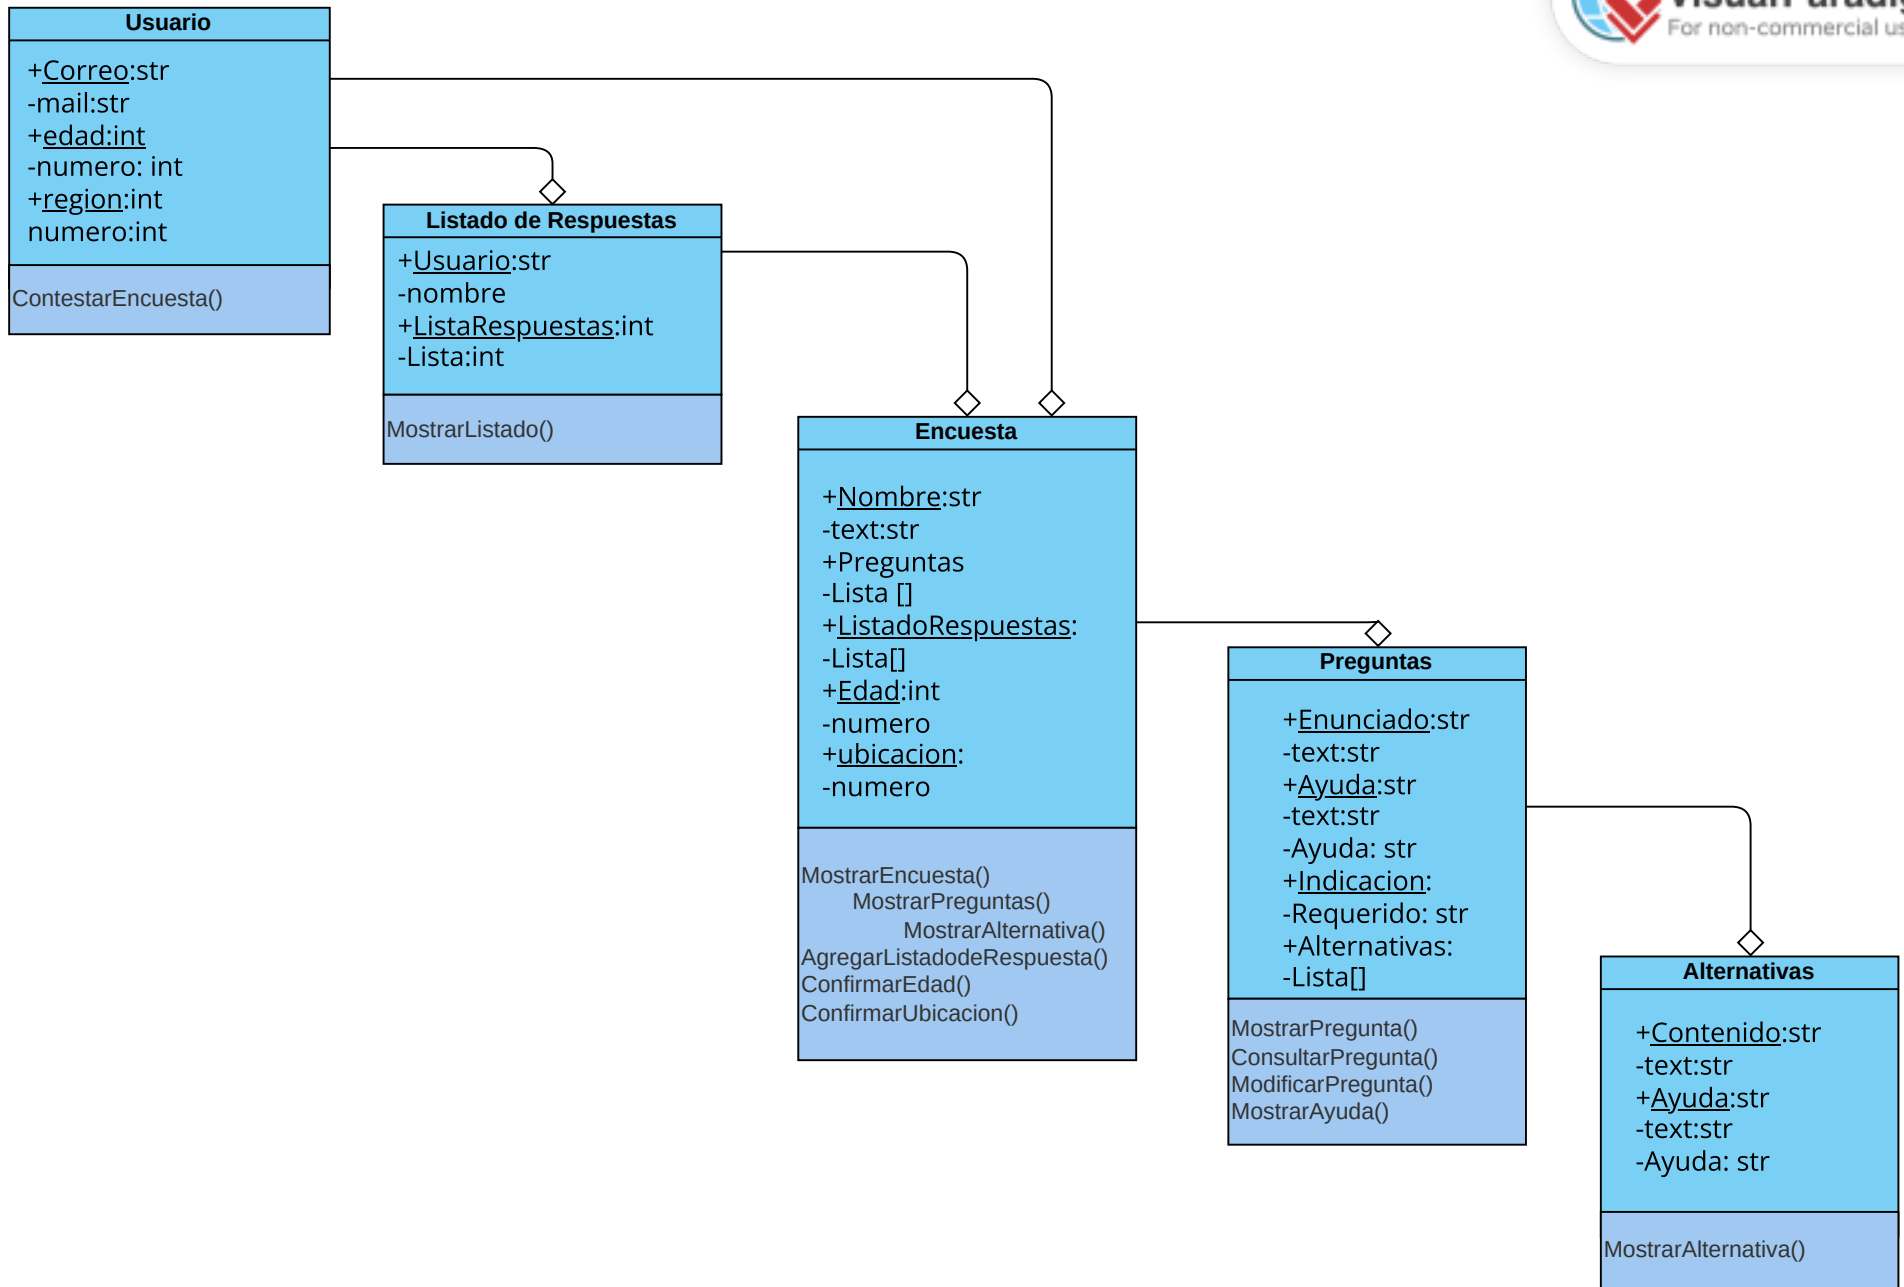 For non-commercial
Usuario
+Correo:str
-mail:str
+edad:int
-numero: int
+region:int
numero:int
ContestarEncuesta()
Listado de Respuestas
+Usuario:str
-nombre
+ListaRespuestas:int
-Lista:int
MostrarListado()
Encuesta
+Nombre:str
-text:str
+Preguntas
-Lista []
+ListadoRespuestas:
-Lista[]
+Edad:int
-numero
+ubicacion:
-numero
MostrarEncuesta()
MostrarPreguntas()
MostrarAlternativa()
AgregarListadodeRespuesta()
ConfirmarEdad()
ConfirmarUbicacion()
Preguntas
+Enunciado:str
-text:str
+Ayuda:str
-text:str
-Ayuda: str
+Indicacion:
-Requerido: str
+Alternativas:
-Lista[]
MostrarPregunta()
ConsultarPregunta()
ModificarPregunta()
MostrarAyuda()
Alternativas
+Contenido:str
-text:str
+Ayuda:str
-text:str
-Ayuda: str
MostrarAlternativa()